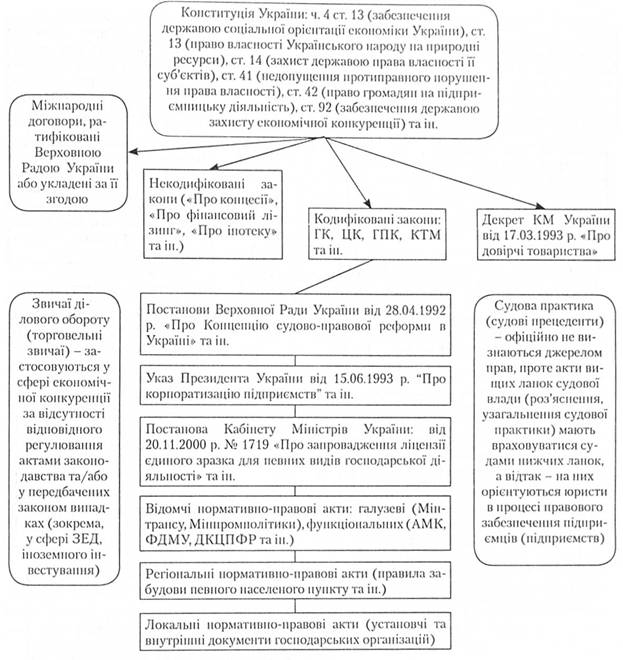 Конституція України: ч. 4 ст. 13 (забезпечення
державою соціальної орієнтації економіки України), ст.
13 (право власності Українського народу на природні
ресурси), ст. 14 (захист державою права власності її
суб'єктів), ст. 41 (недопущення протиправного порушен-
ня права власності), ст. 42 (право громадян на підпри-
ємницьку діяльність), ст. 92 (забезпечення державою
захисту економічної конкуренції) та ін.
Міжнародні
договори, ра-
тифіковані
Верховною
Радою України
або укладені за її
згодою
Некодифіковані за-
кони («Про концесії»,
«Про фінансовий лі-
зинг», «Про іпотеку»
та ін.)
Кодифіковані закони:
ГК, ЦК, ГПК, КТМ
та ін.
Декрет КМ України
від 17.03.1993 р. «Про
довірчі товариства»
Звичаї ді-
лового обороту
(торговельні
звичаї) – за-
стосовуються у
сфері економіч-
ної конкуренції
за відсутності
відповідного
регулювання
актами законо-
давства та/або
у передбачених
законом випад-
ках (зокрема,
у сфері ЗЕД,
іноземного ін-
вестування)
Постанови Верховної Ради України від 28.04.1992
р. «Про Концепцію судово-правової реформи в
Україні» та ін.
Указ Президента України від 15.06.1993 р. “Про
корпоратизацію підприємств” та ін.
Постанова Кабінету Міністрів України: від
20.11.2000 р. № 1719 «Про запровадження ліцензії
єдиного зразка для певних видів господарської ді-
яльності» та ін.
Відомчі нормативно-правові акти: галузеві (Мін-
трансу, Мінпромполітики), функціональних (АМК,
ФДМУ, ДКЦПФР та ін.)
Регіональні нормативно-правові акти (правила за-
будови певного населеного пункту та ін.
Локальні нормативно-правові акти (установчі та
внутрішні документи господарських організацій)
Судова практика
(судові прецеденти)
– офіційно не виз-
наються джерелом
прав, проте акти ви-
щих ланок судової
влади (роз'яснення,
узагальнення судової
практики) мають
враховуватися су-
дами нижчих ланок,
а відтак – на них
орієнтуються юристи
в процесі правового
забезпечення підпри-
ємців (підприємств)